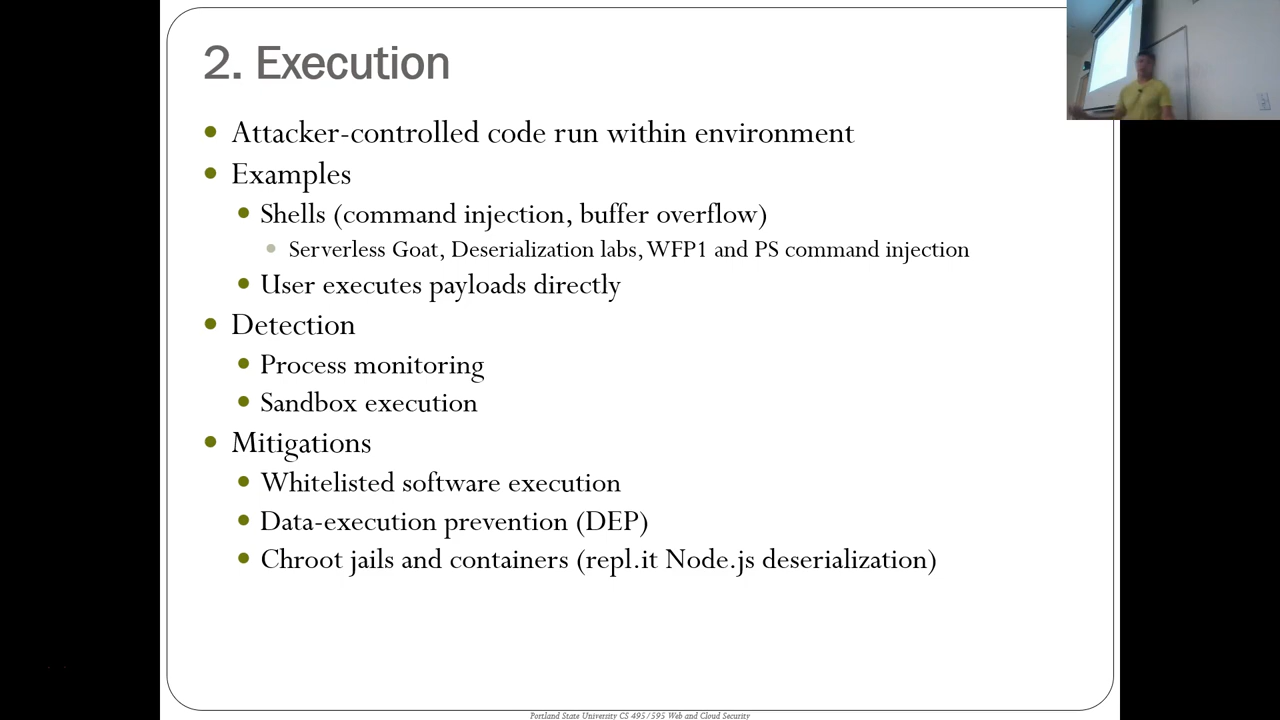 2. Execution
Attacker-controlled code run within environment
Examples
Shells (command injection, buffer overflow)
Serverless Goat, Deserialization labs, WFP1 and PS command injection
User executes payloads directly
Detection
Process monitoring
Sandbox execution
Mitigations
Whitelisted software execution
Data-execution prevention (DEP)
Chroot jails and containers (repl.it Node.js deserialization)
Portland State University CS 495/595 Web and Cloud Security